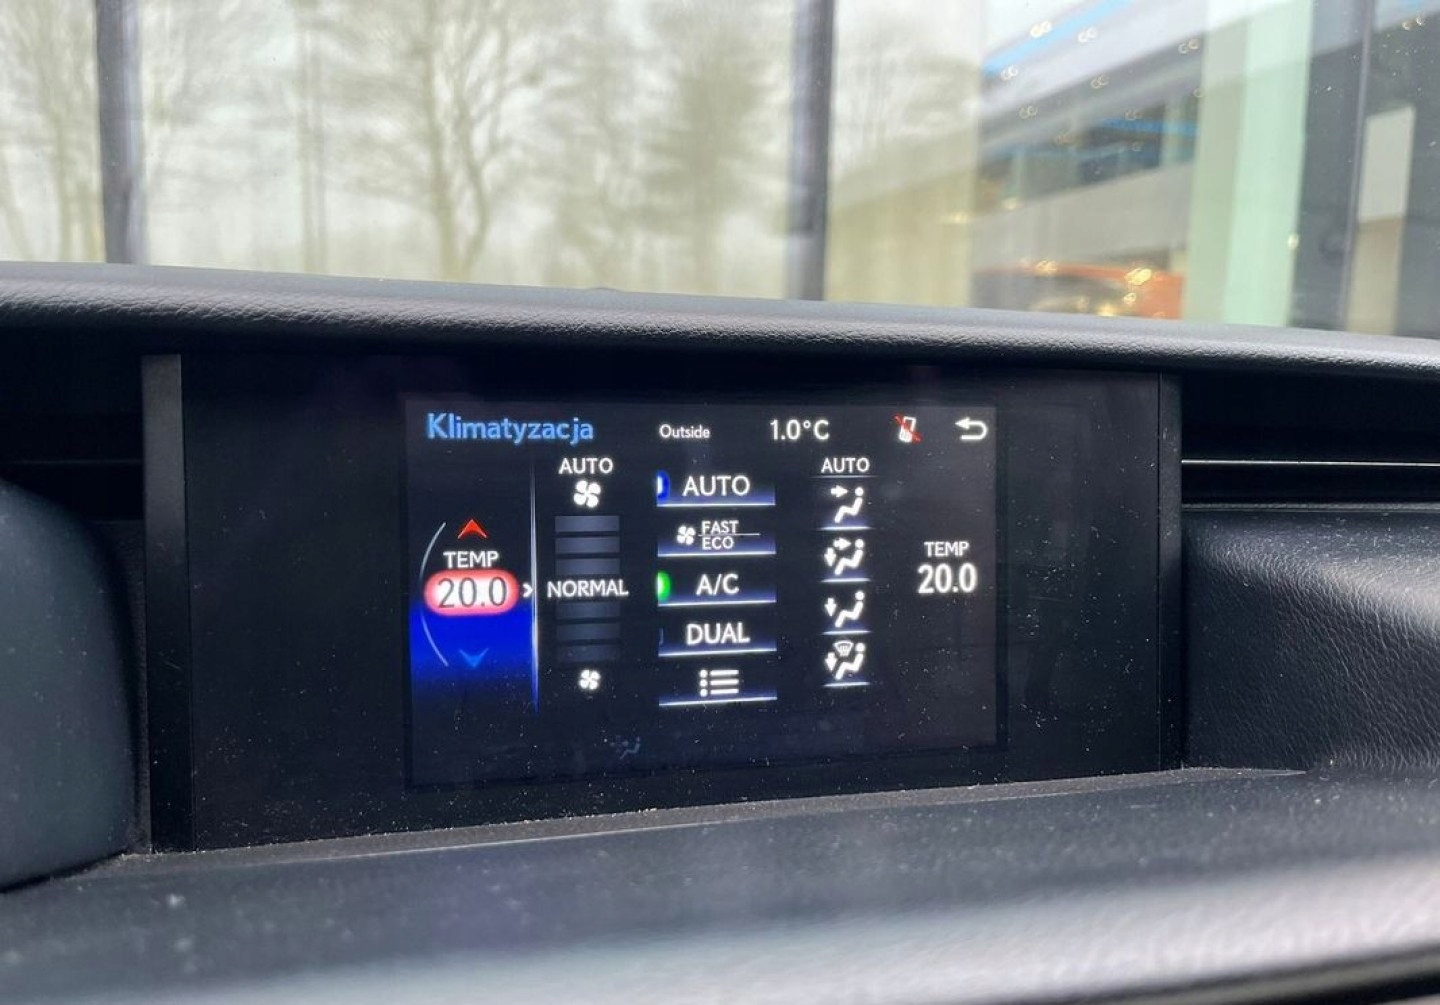 Klimatyzacja Outside 1.0°C
AUTO
AUTO
AUTO
FAST
ECO
TEMP
20.0
NORMAL
A/C
TEMP
20.0
DUAL